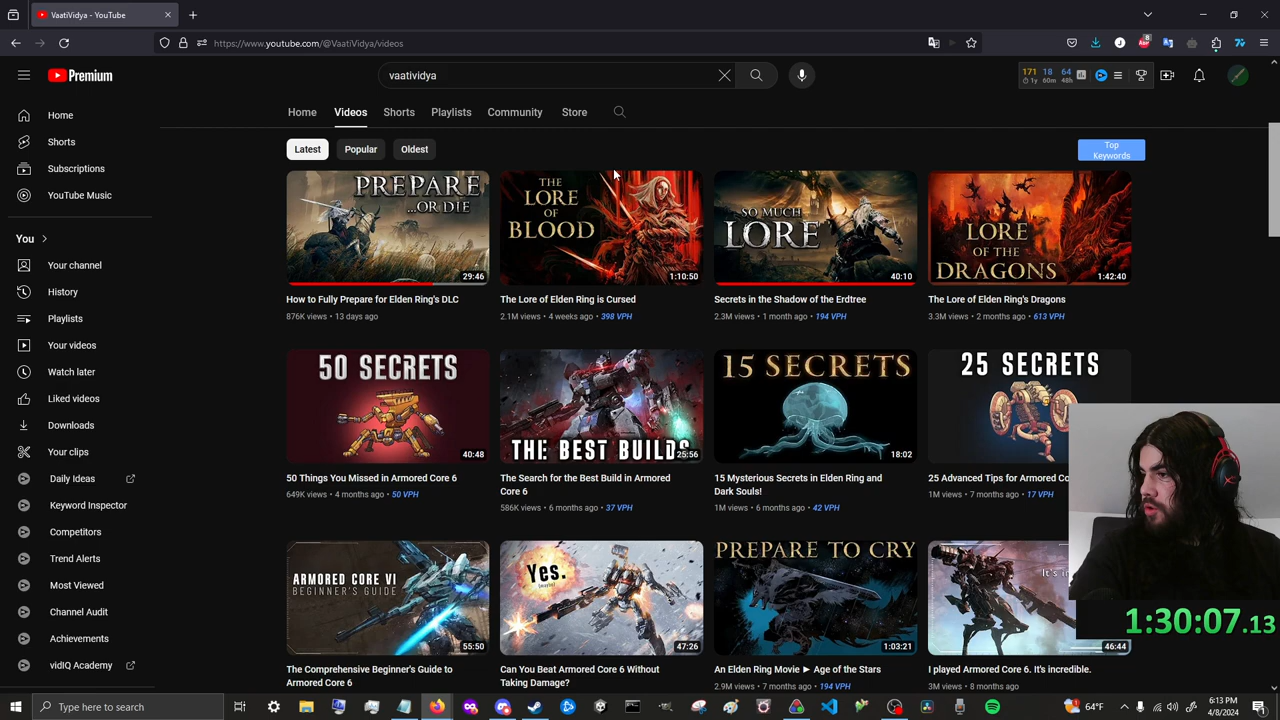 VaatiVidya - YouTube
https://www.youtube.com/@VaatiVidya/videos
8
Premium
vaatividya
171 18 64
1y 60m 48h
Home
Shorts
Subscriptions
YouTube Music
You
Your channel
History
Playlists
Your videos
Watch later
Liked videos
Downloads
Your clips
Daily Ideas
Keyword Inspector
Competitors
Trend Alerts
Most Viewed
Channel Audit
Achievements
vidIQ Academy
Home Videos Shorts Playlists Community Store
Latest Popular Oldest
Top
Keywords
PREPARE
...OR DIE
29:46
How to Fully Prepare for Elden Ring's DLC
876K views • 13 days ago
THE
LORE
OF
BLOOD
1:10:50
The Lore of Elden Ring is Cursed
2.1M views • 4 weeks ago • 398 VPH
SO MUCH
LORE
40:10
Secrets in the Shadow of the Erdtree
2.3M views • 1 month ago • 194 VPH
LORE
OF THE
DRAGONS
1:42:40
The Lore of Elden Ring's Dragons
3.3M views • 2 months ago • 613 VPH
50 SECRETS
40:48
50 Things You Missed in Armored Core 6
649K views • 4 months ago • 50 VPH
THE BEST BUILDS
25:56
The Search for the Best Build in Armored
Core 6
586K views • 6 months ago • 37 VPH
15 SECRETS
18:02
15 Mysterious Secrets in Elden Ring and
Dark Souls!
1M views • 6 months ago • 42 VPH
25 SECRETS
25 Advanced Tips for Armored Co
1M views • 7 months ago • 17 VPH
ARMORED CORE VI
BEGINNER'S GUIDE
55:50
The Comprehensive Beginner's Guide to
Armored Core 6
Yes.
47:26
Can You Beat Armored Core 6 Without
Taking Damage?
PREPARE TO CRY
1:03:21
An Elden Ring Movie ► Age of the Stars
2.9M views • 7 months ago • 194 VPH
It's i
46:44
I played Armored Core 6. It's incredible.
3M views • 8 months ago
1:30:07.13
Type here to search
64°F
6:13 PM
4/8/2024